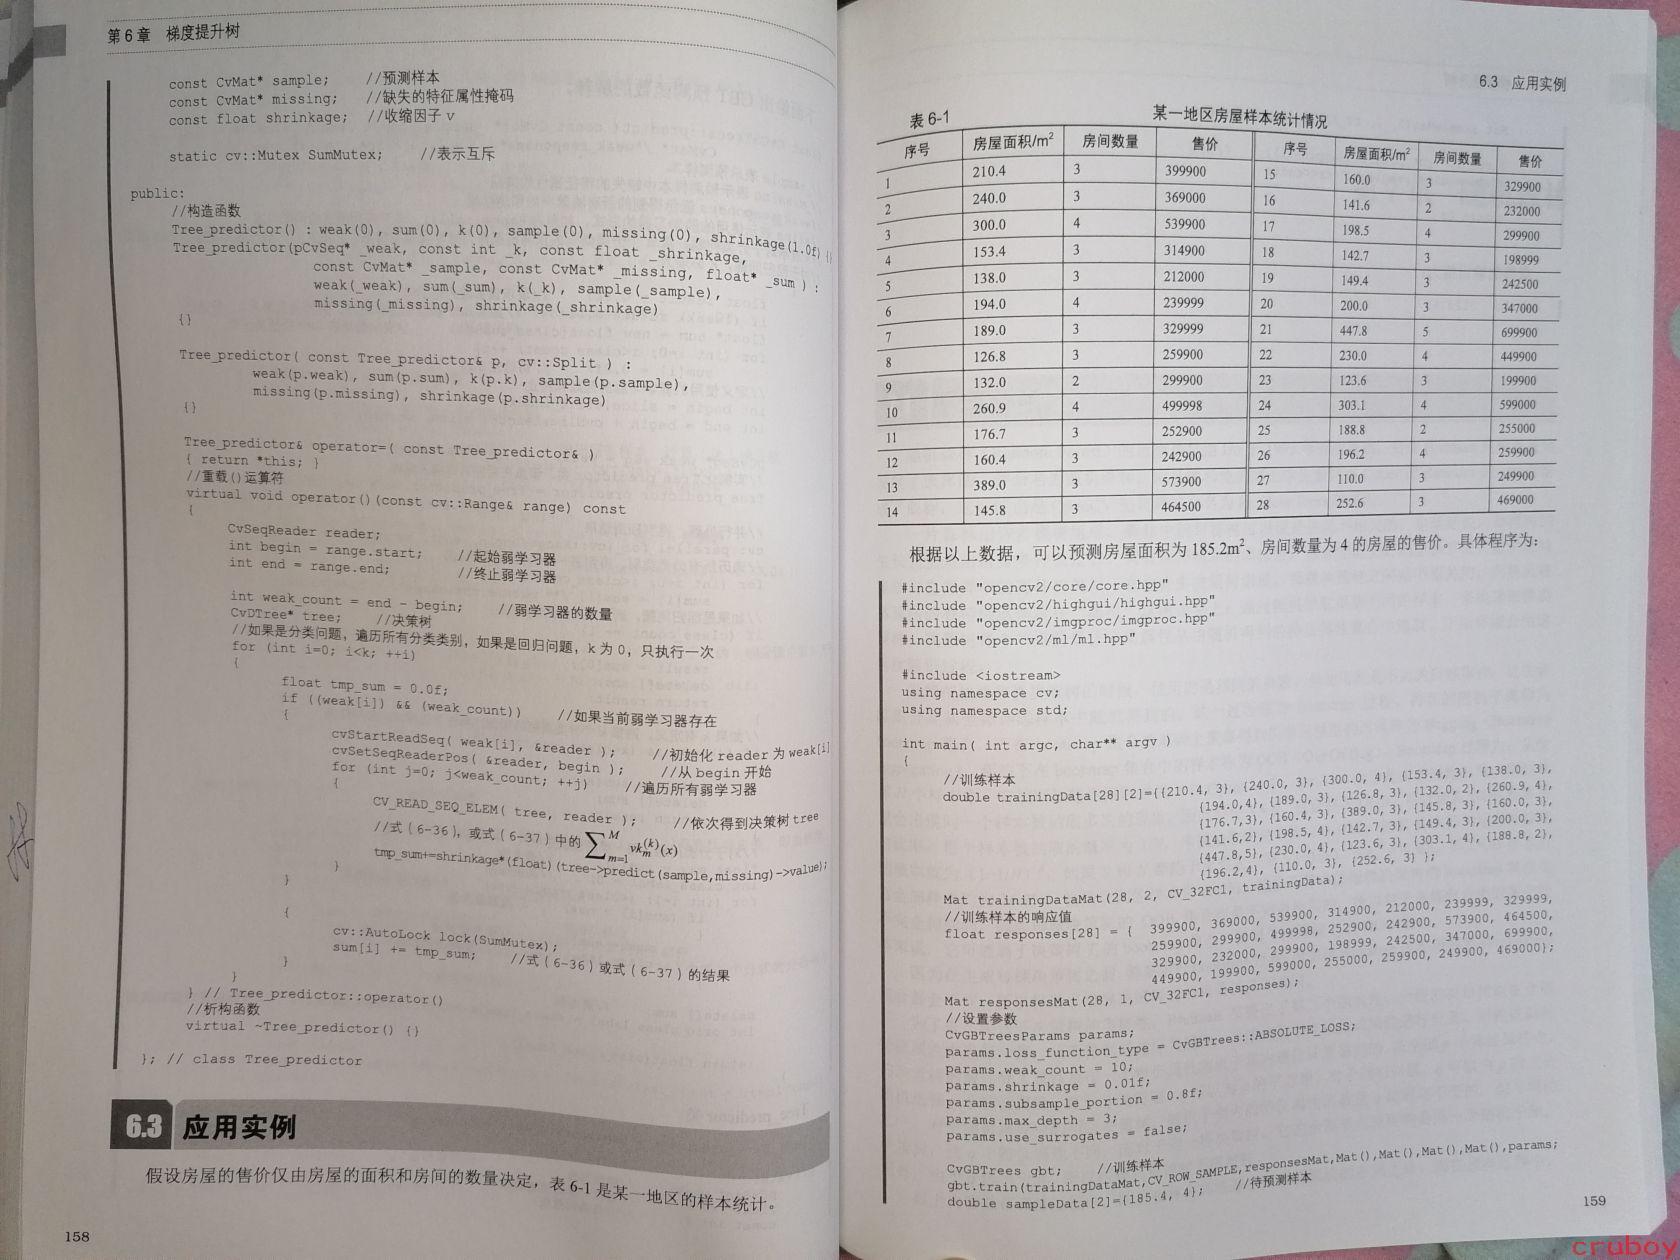 第6章 梯度提升树
const CvMat* sample; //预测样本
const CvMat* missing; //缺失的特征属性掩码
const float shrinkage; //收缩因子 ν
static cv::Mutex SumMutex; //表示互斥
public:
//构造函数
Tree_predictor() : weak(0), sum(0), k(0), sample(0), missing(0), shrinkage(1.0f) {}
Tree_predictor(pCvSeq* _weak, const int _k, const float _shrinkage,
const CvMat* _sample, const CvMat* _missing, float* _sum ) :
weak(_weak), sum(_sum), k(_k), sample(_sample),
missing(_missing), shrinkage(_shrinkage)
{}
Tree_predictor( const Tree_predictor& p, cv::Split ) :
weak(p.weak), sum(p.sum), k(p.k), sample(p.sample),
missing(p.missing), shrinkage(p.shrinkage)
{}
Tree_predictor& operator=( const Tree_predictor& )
{ return *this; }
//重载()运算符
virtual void operator()(const cv::Range& range) const
{
CvSeqReader reader;
int begin = range.start; //起始弱学习器
int end = range.end; //终止弱学习器
int weak_count = end - begin; //弱学习器的数量
CvDTree* tree; //决策树
//如果是分类问题，遍历所有分类类别，如果是回归问题，k 为 0，只执行一次
for (int i=0; i<k; ++i)
{
float tmp_sum = 0.0f;
if ((weak[i]) && (weak_count)) //如果当前弱学习器存在
{
cvStartReadSeq( weak[i], &reader ); //初始化 reader 为 weak[i]
cvSetSeqReaderPos( &reader, begin ); //从 begin 开始
for (int j=0; j<weak_count; ++j) //遍历所有弱学习器
{
CV_READ_SEQ_ELEM( tree, reader ); //依次得到决策树 tree
//式（6-36），或式（6-37）中的 ∑_{m=1}^{M} νk_m^{(k)}(x)
tmp_sum+=shrinkage*(float)(tree->predict(sample,missing)->value);
}
}
{
cv::AutoLock lock(SumMutex);
sum[i] += tmp_sum; //式（6-36）或式（6-37）的结果
}
}
} // Tree_predictor::operator()
//析构函数
virtual ~Tree_predictor() {}
}; // class Tree_predictor
6.3 应用实例
假设房屋的售价仅由房屋的面积和房间的数量决定，表 6-1 是某一地区的样本统计。
158
6.3 应用实例
表 6-1 某一地区房屋样本统计情况
序号 房屋面积/m² 房间数量 售价 序号 房屋面积/m² 房间数量 售价
1 210.4 3 399900 15 160.0 3 329900
2 240.0 3 369000 16 141.6 2 232000
3 300.0 4 539900 17 198.5 4 299900
4 153.4 3 314900 18 142.7 3 198999
5 138.0 3 212000 19 149.4 3 242500
6 194.0 4 239999 20 200.0 3 347000
7 189.0 3 329999 21 447.8 5 699900
8 126.8 3 259900 22 230.0 4 449900
9 132.0 2 299900 23 123.6 3 199900
10 260.9 4 499998 24 303.1 4 599000
11 176.7 3 252900 25 188.8 2 255000
12 160.4 3 242900 26 196.2 4 259900
13 389.0 3 573900 27 110.0 3 249900
14 145.8 3 464500 28 252.6 3 469000
根据以上数据，可以预测房屋面积为 185.2m²、房间数量为 4 的房屋的售价。具体程序为：
#include "opencv2/core/core.hpp"
#include "opencv2/highgui/highgui.hpp"
#include "opencv2/imgproc/imgproc.hpp"
#include "opencv2/ml/ml.hpp"
#include <iostream>
using namespace cv;
using namespace std;
int main( int argc, char** argv )
{
//训练样本
double trainingData[28][2]={{210.4, 3}, {240.0, 3}, {300.0, 4}, {153.4, 3}, {138.0, 3},
{194.0,4}, {189.0, 3}, {126.8, 3}, {132.0, 2}, {260.9, 4},
{176.7,3}, {160.4, 3}, {389.0, 3}, {145.8, 3}, {160.0, 3},
{141.6,2}, {198.5, 4}, {142.7, 3}, {149.4, 3}, {200.0, 3},
{447.8,5}, {230.0, 4}, {123.6, 3}, {303.1, 4}, {188.8, 2},
{196.2,4}, {110.0, 3}, {252.6, 3} };
Mat trainingDataMat(28, 2, CV_32FC1, trainingData);
//训练样本的响应值
float responses[28] = { 399900, 369000, 539900, 314900, 212000, 239999, 329999,
259900, 299900, 499998, 252900, 242900, 573900, 464500,
329900, 232000, 299900, 198999, 242500, 347000, 699900,
449900, 199900, 599000, 255000, 259900, 249900, 469000};
Mat responsesMat(28, 1, CV_32FC1, responses);
//设置参数
CvGBTreesParams params;
params.loss_function_type = CvGBTrees::ABSOLUTE_LOSS;
params.weak_count = 10;
params.shrinkage = 0.01f;
params.subsample_portion = 0.8f;
params.max_depth = 3;
params.use_surrogates = false;
CvGBTrees gbt; //训练样本
gbt.train(trainingDataMat,CV_ROW_SAMPLE,responsesMat,Mat(),Mat(),Mat(),Mat(),params;
double sampleData[2]={185.4, 4}; //待预测样本
159
cruboy